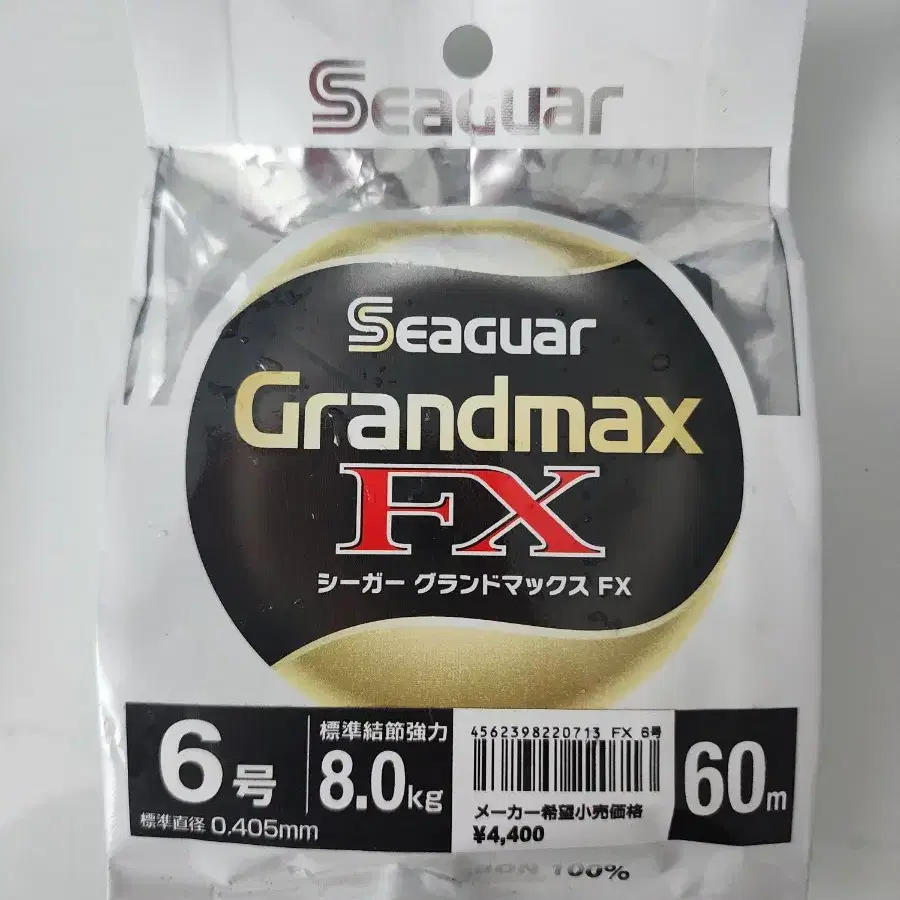 Seaguar
Seaguar
Grandmax
FX
シーガー グランドマックス FX
6号
標準直径 0.405mm
標準結節強力
8.0kg
4562398220713 FX 6号
メーカー希望小売価格
¥4,400
60m
100%